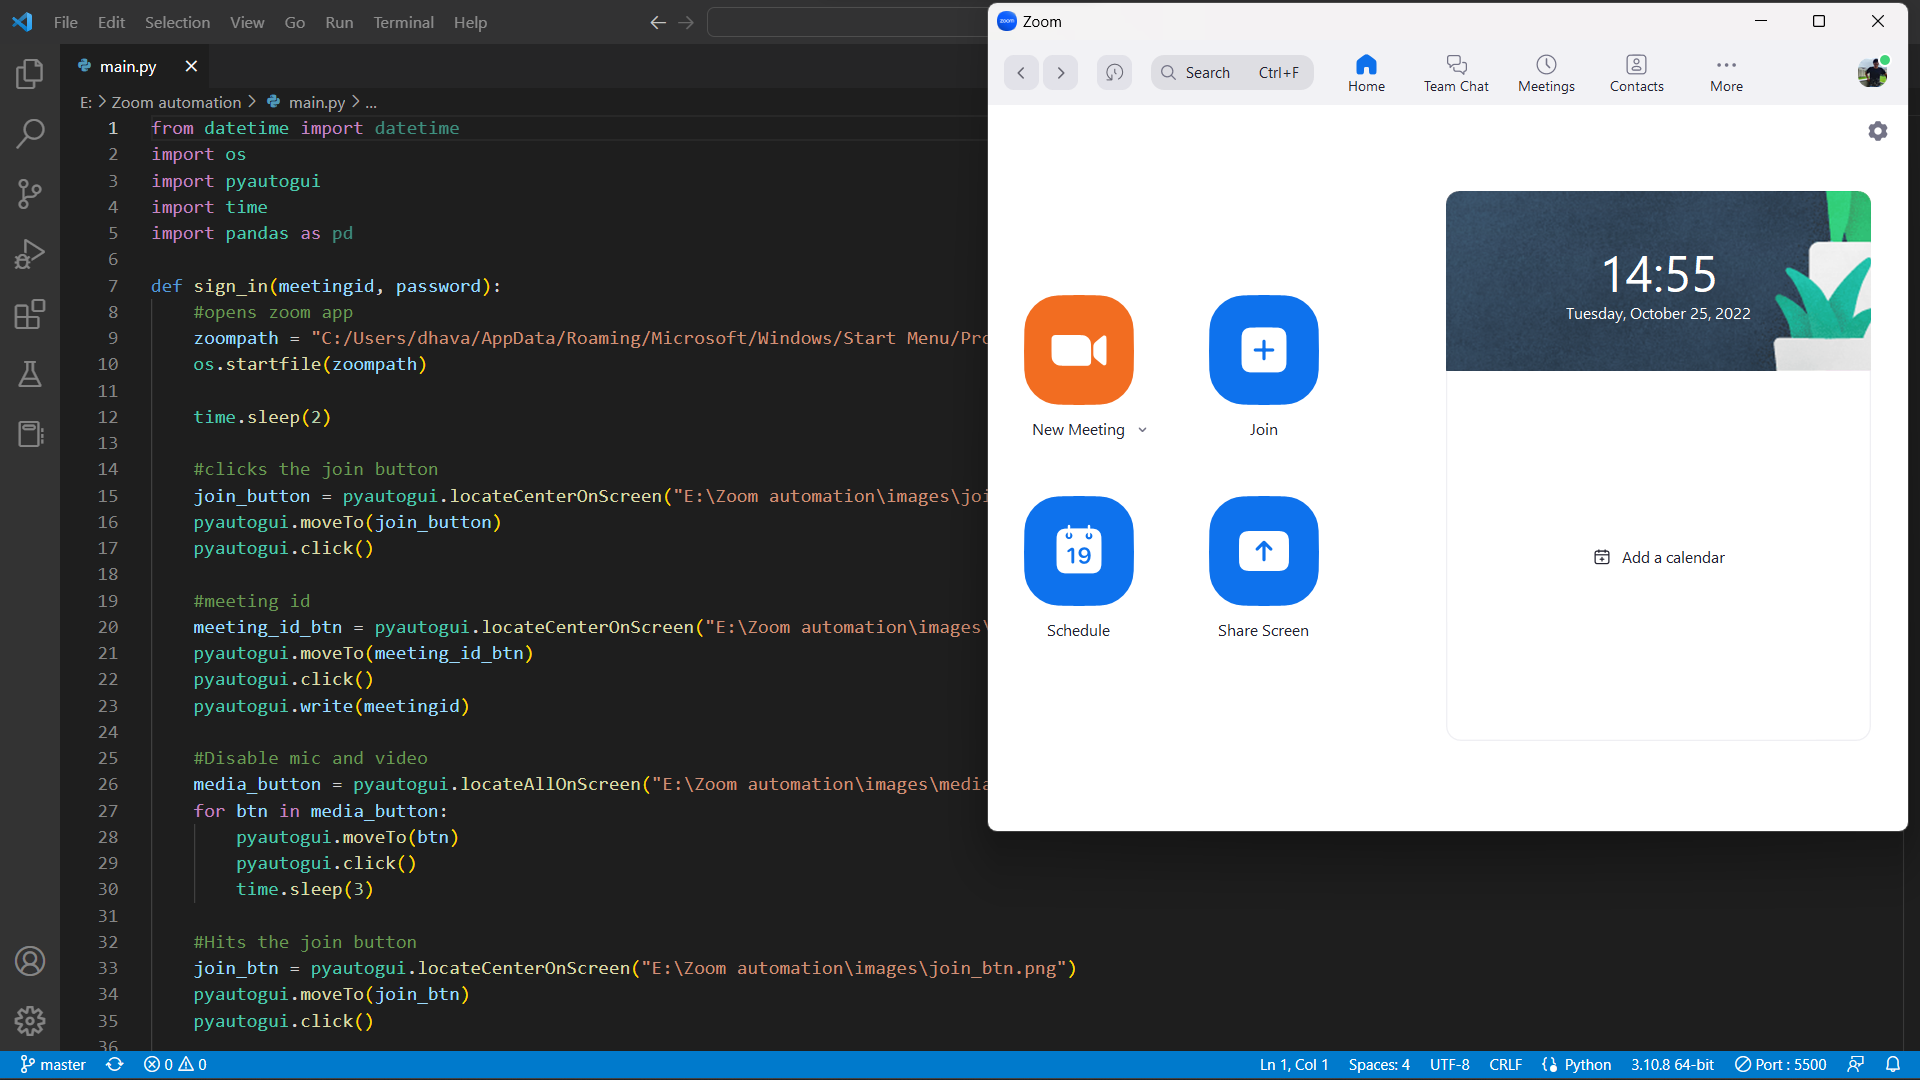 File Edit Selection View Go Run Terminal Help
main.py
E: > Zoom automation > main.py > ...
1 from datetime import datetime
2 import os
3 import pyautogui
4 import time
5 import pandas as pd
6
7 def sign_in(meetingid, password):
8 #opens zoom app
9 zoompath = "C:/Users/dhava/AppData/Roaming/Microsoft/Windows/Start Menu/Pro
10 os.startfile(zoompath)
11
12 time.sleep(2)
13
14 #clicks the join button
15 join_button = pyautogui.locateCenterOnScreen("E:\Zoom automation\images\joi
16 pyautogui.moveTo(join_button)
17 pyautogui.click()
18
19 #meeting id
20 meeting_id_btn = pyautogui.locateCenterOnScreen("E:\Zoom automation\images\
21 pyautogui.moveTo(meeting_id_btn)
22 pyautogui.click()
23 pyautogui.write(meetingid)
24
25 #Disable mic and video
26 media_button = pyautogui.locateAllOnScreen("E:\Zoom automation\images\media
27 for btn in media_button:
28 pyautogui.moveTo(btn)
29 pyautogui.click()
30 time.sleep(3)
31
32 #Hits the join button
33 join_btn = pyautogui.locateCenterOnScreen("E:\Zoom automation\images\join_btn.png")
34 pyautogui.moveTo(join_btn)
35 pyautogui.click()
36
zoom Zoom
Search Ctrl+F
Home Team Chat Meetings Contacts More
14:55
Tuesday, October 25, 2022
New Meeting
Join
19
Schedule
Share Screen
Add a calendar
master 0 0
Ln 1, Col 1 Spaces: 4 UTF-8 CRLF Python 3.10.8 64-bit Port : 5500